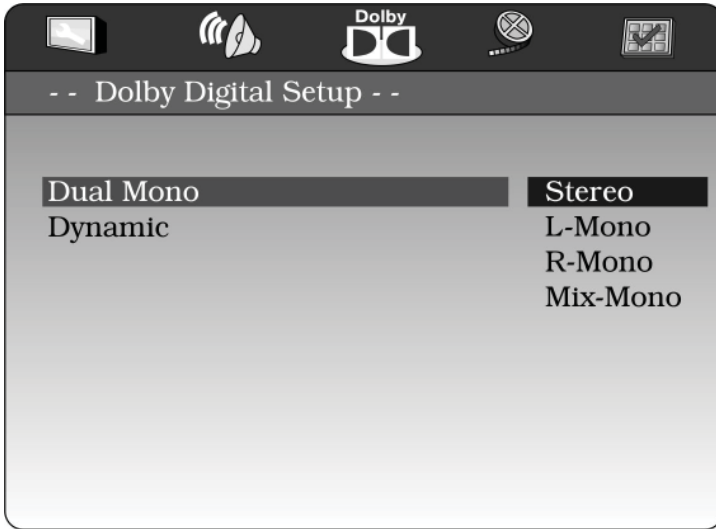 Dolby
- - Dolby Digital Setup - -
Dual Mono Stereo
Dynamic L-Mono
R-Mono
Mix-Mono